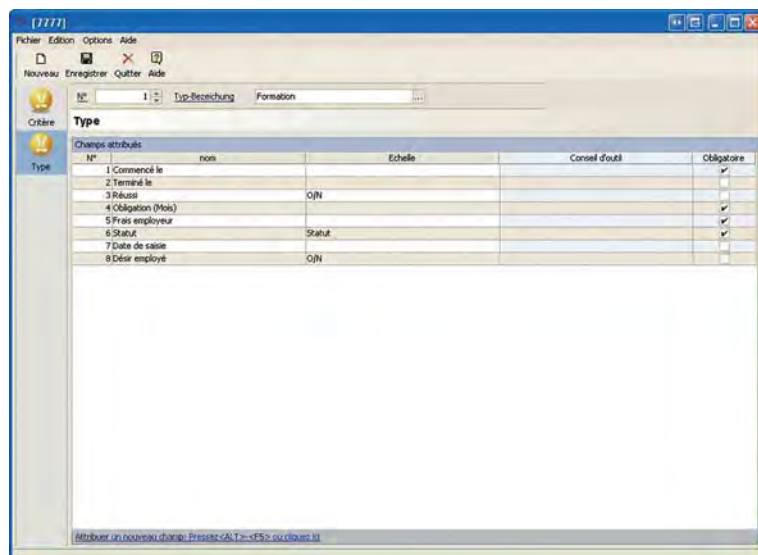 [7777]
Fichier Edition Options Aide
Nouveau Enregistrer Quitter Aide
N° 1 Typ-Bezeichung Formation ...
Critère
Type
Type
Champs attribués
N° nom Echelle Conseil d'outil Obligatoire
1 Commencé le
2 Terminé le
3 Réussi O/N
4 Obligation (Mois)
5 Frais employeur
6 Statut Statut
7 Date de saisie
8 Désir employé O/N
Attribuer un nouveau champ: Pressez <ALT>-<F5> ou cliquez ici